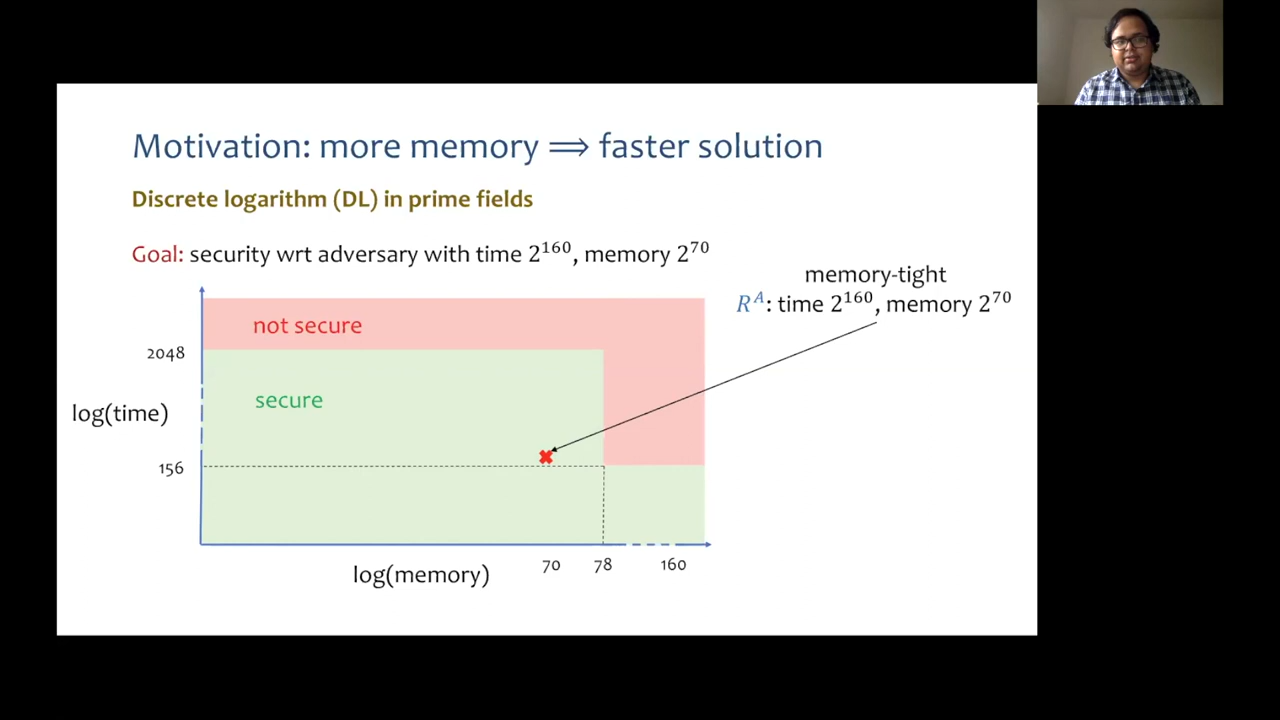 Motivation: more memory ⟹ faster solution
Discrete logarithm (DL) in prime fields
Goal: security wrt adversary with time 2^160, memory 2^70
memory-tight
R^A: time 2^160, memory 2^70
not secure
2048
secure
log(time)
156
70 78 160
log(memory)